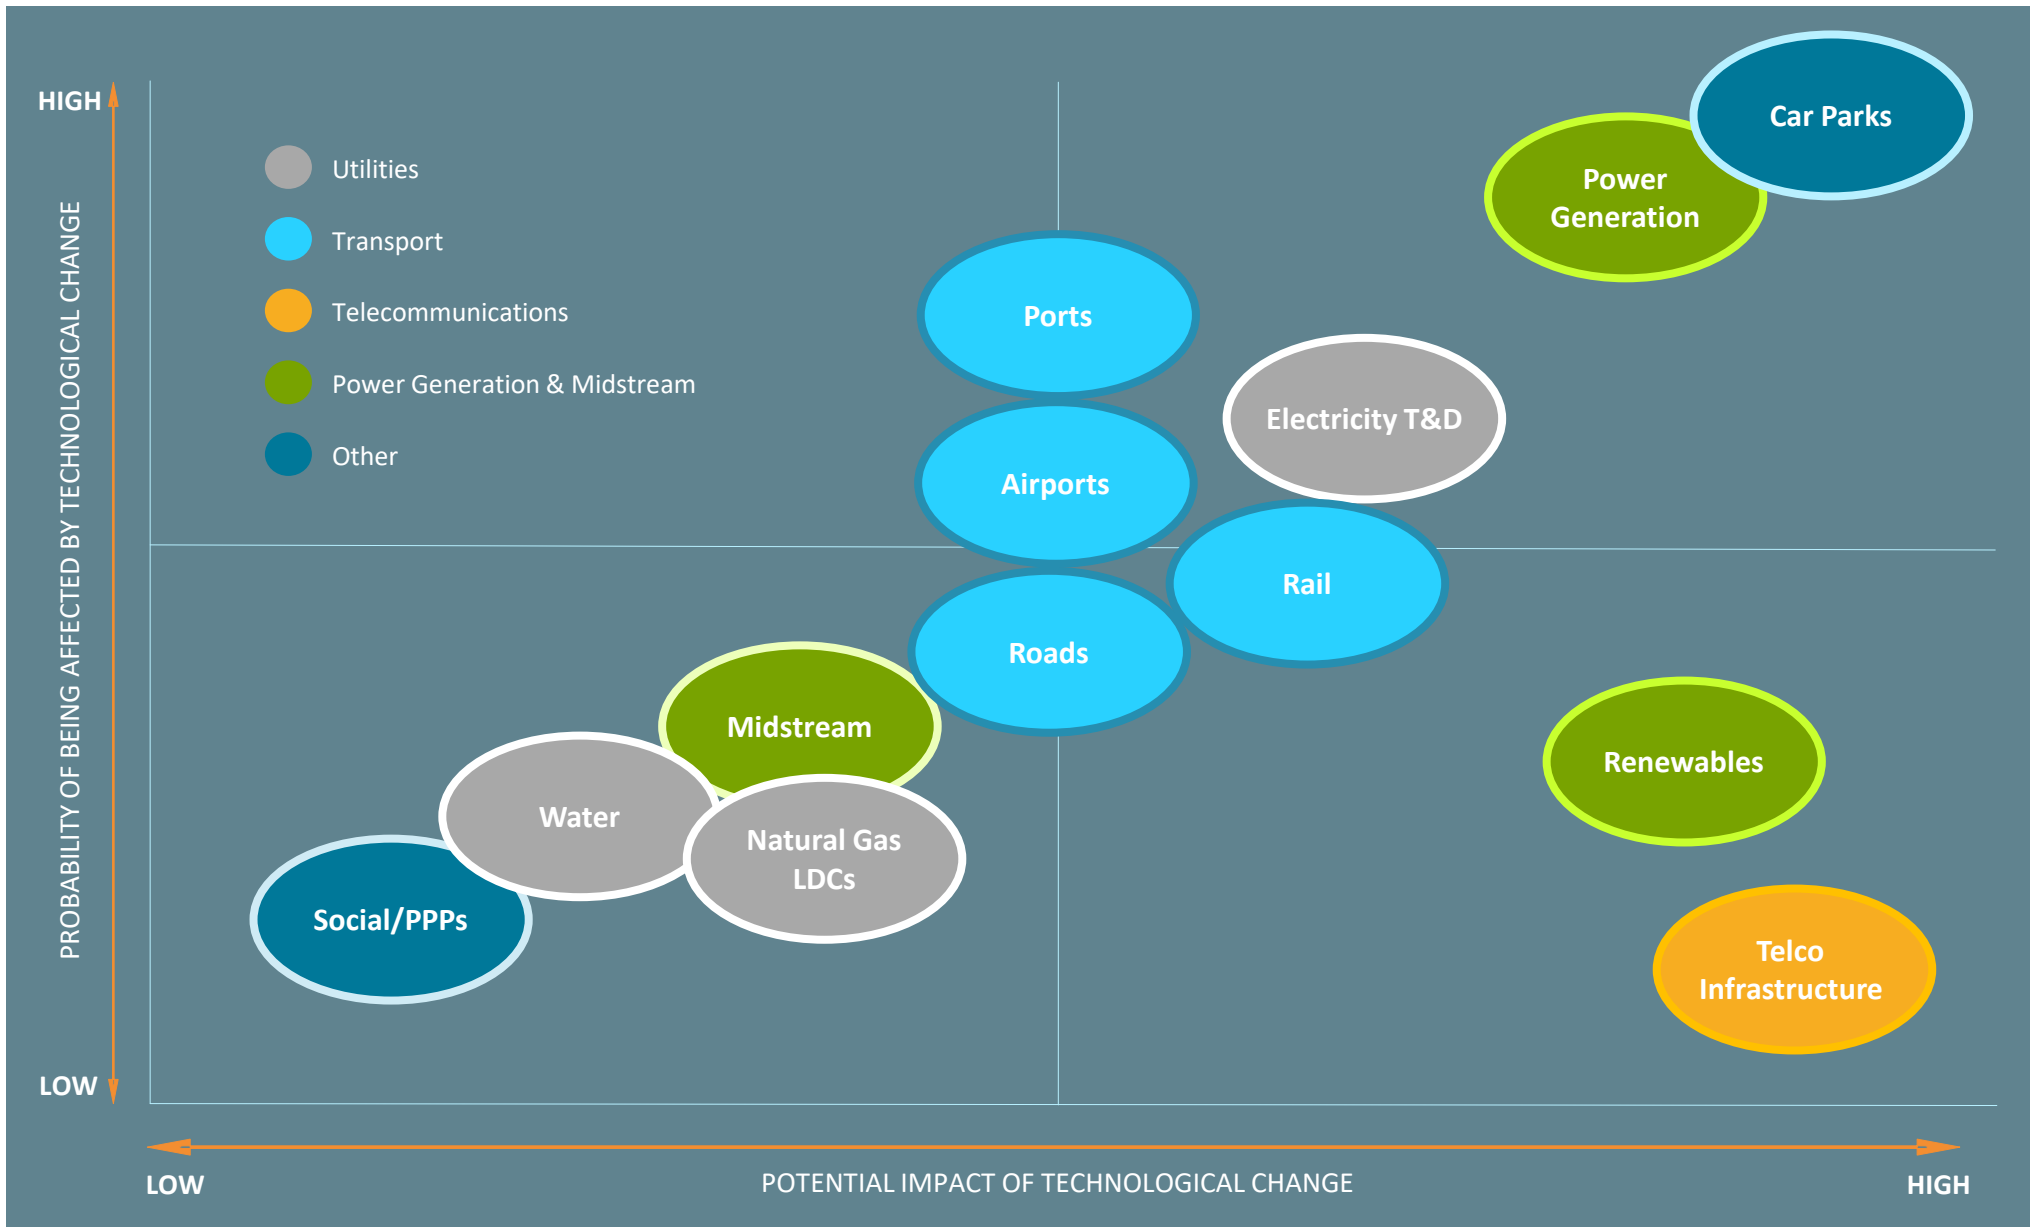 HIGH
PROBABILITY OF BEING AFFECTED BY TECHNOLOGICAL CHANGE
LOW
Utilities
Transport
Telecommunications
Power Generation & Midstream
Other
Car Parks
Power
Generation
Ports
Electricity T&D
Airports
Rail
Roads
Midstream
Renewables
Water
Natural Gas
LDCs
Social/PPPs
Telco
Infrastructure
LOW
POTENTIAL IMPACT OF TECHNOLOGICAL CHANGE
HIGH